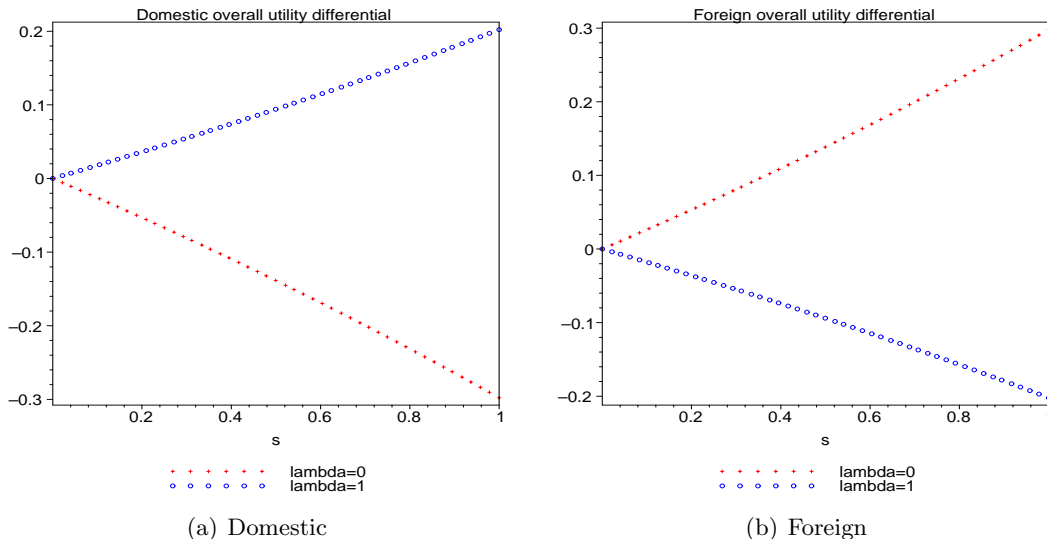 Domestic overall utility differential
0.2
0.1
0
−0.1
−0.2
−0.3
0.2
0.4
0.6
0.8
1
s
lambda=0
lambda=1
(a) Domestic
Foreign overall utility differential
0.3
0.2
0.1
0
−0.1
−0.2
0.2
0.4
0.6
0.8
s
lambda=0
lambda=1
(b) Foreign